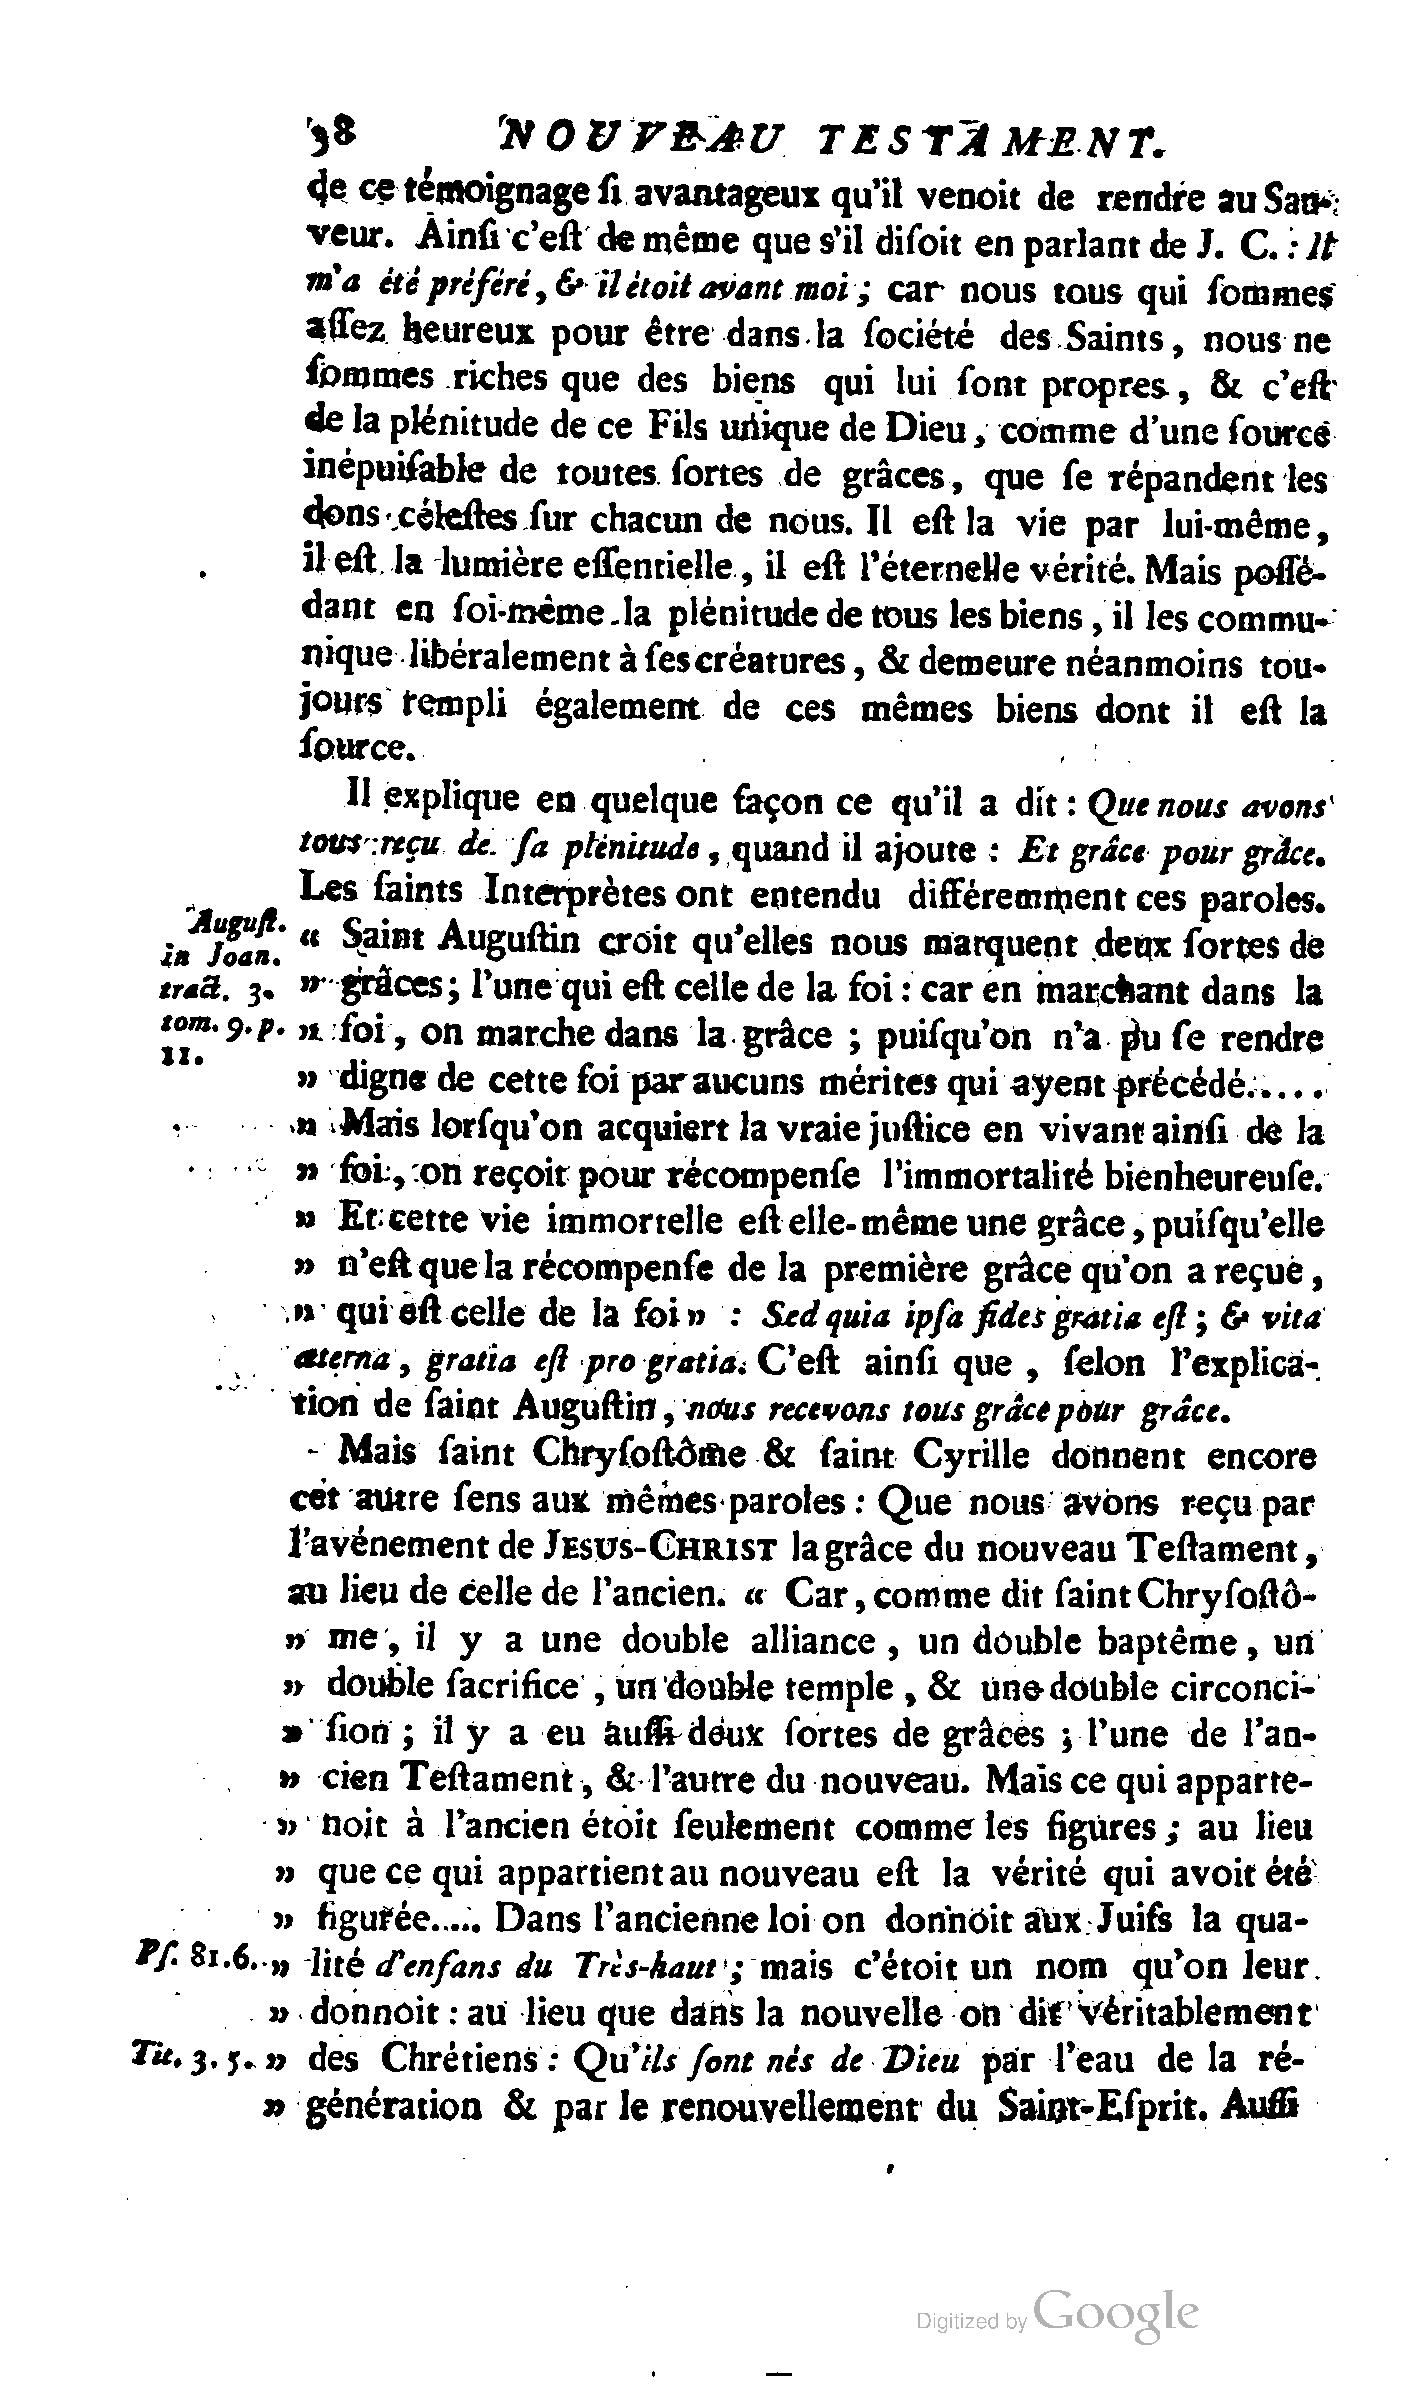 38 NOUVEAU TESTAMENT.
de ce témoignage ſi avantageux qu'il venoit de rendre au Sau-
veur. Ainſi c'eſt de même que s'il diſoit en parlant de J. C. : Il
m'a été préféré, & il étoit avant moi ; car nous tous qui ſommes
aſſez heureux pour être dans la ſociété des Saints, nous ne
ſommes riches que des biens qui lui ſont propres, & c'eſt
de la plénitude de ce Fils unique de Dieu, comme d'une ſource
inépuiſable de toutes ſortes de grâces, que ſe répandent les
dons céleſtes ſur chacun de nous. Il eſt la vie par lui-même,
il eſt la lumière eſſentielle, il eſt l'éternelle vérité. Mais poſſé-
dant en ſoi-même la plénitude de tous les biens, il les commu-
nique libéralement à ſes créatures, & demeure néanmoins tou-
jours rempli également de ces mêmes biens dont il eſt la
ſource.
Il explique en quelque façon ce qu'il a dit : Que nous avons
tous reçu de ſa plénitude, quand il ajoute : Et grâce pour grâce.
Les ſaints Interprètes ont entendu différemment ces paroles.
Auguſt.
in Joan.
tract. 3.
tom. 9. p.
11.
« Saint Auguſtin croit qu'elles nous marquent deux ſortes de
» grâces ; l'une qui eſt celle de la foi : car en marchant dans la
» foi, on marche dans la grâce ; puiſqu'on n'a pu ſe rendre
» digne de cette foi par aucuns mérites qui ayent précédé.....
» Mais lorſqu'on acquiert la vraie juſtice en vivant ainſi de la
» foi, on reçoit pour récompenſe l'immortalité bienheureuſe.
» Et cette vie immortelle eſt elle-même une grâce, puiſqu'elle
» n'eſt que la récompenſe de la première grâce qu'on a reçue,
» qui eſt celle de la foi » : Sed quia ipſa fides gratia eſt ; & vita
æterna, gratia eſt pro gratia. C'eſt ainſi que, ſelon l'explica-
tion de ſaint Auguſtin, nous recevons tous grâce pour grâce.
Mais ſaint Chryſoſtôme & ſaint Cyrille donnent encore
cet autre ſens aux mêmes paroles : Que nous avons reçu par
l'avénement de JESUS-CHRIST la grâce du nouveau Teſtament,
au lieu de celle de l'ancien. « Car, comme dit ſaint Chryſoſtô-
» me, il y a une double alliance, un double baptême, un
» double ſacrifice, un double temple, & une double circonci-
» ſion ; il y a eu auſſi deux ſortes de grâces ; l'une de l'an-
» cien Teſtament, & l'autre du nouveau. Mais ce qui apparte-
» noit à l'ancien étoit ſeulement comme les figures ; au lieu
» que ce qui appartient au nouveau eſt la vérité qui avoit été
» figurée..... Dans l'ancienne loi on donnoit aux Juifs la qua-
Pſ. 81. 6. » lité d'enfans du Très-haut ; mais c'étoit un nom qu'on leur
» donnoit : au lieu que dans la nouvelle on dit véritablement
Tit. 3. 5. » des Chrétiens : Qu'ils ſont nés de Dieu par l'eau de la ré-
» génération & par le renouvellement du Saint-Eſprit. Auſſi
Digitized by Google